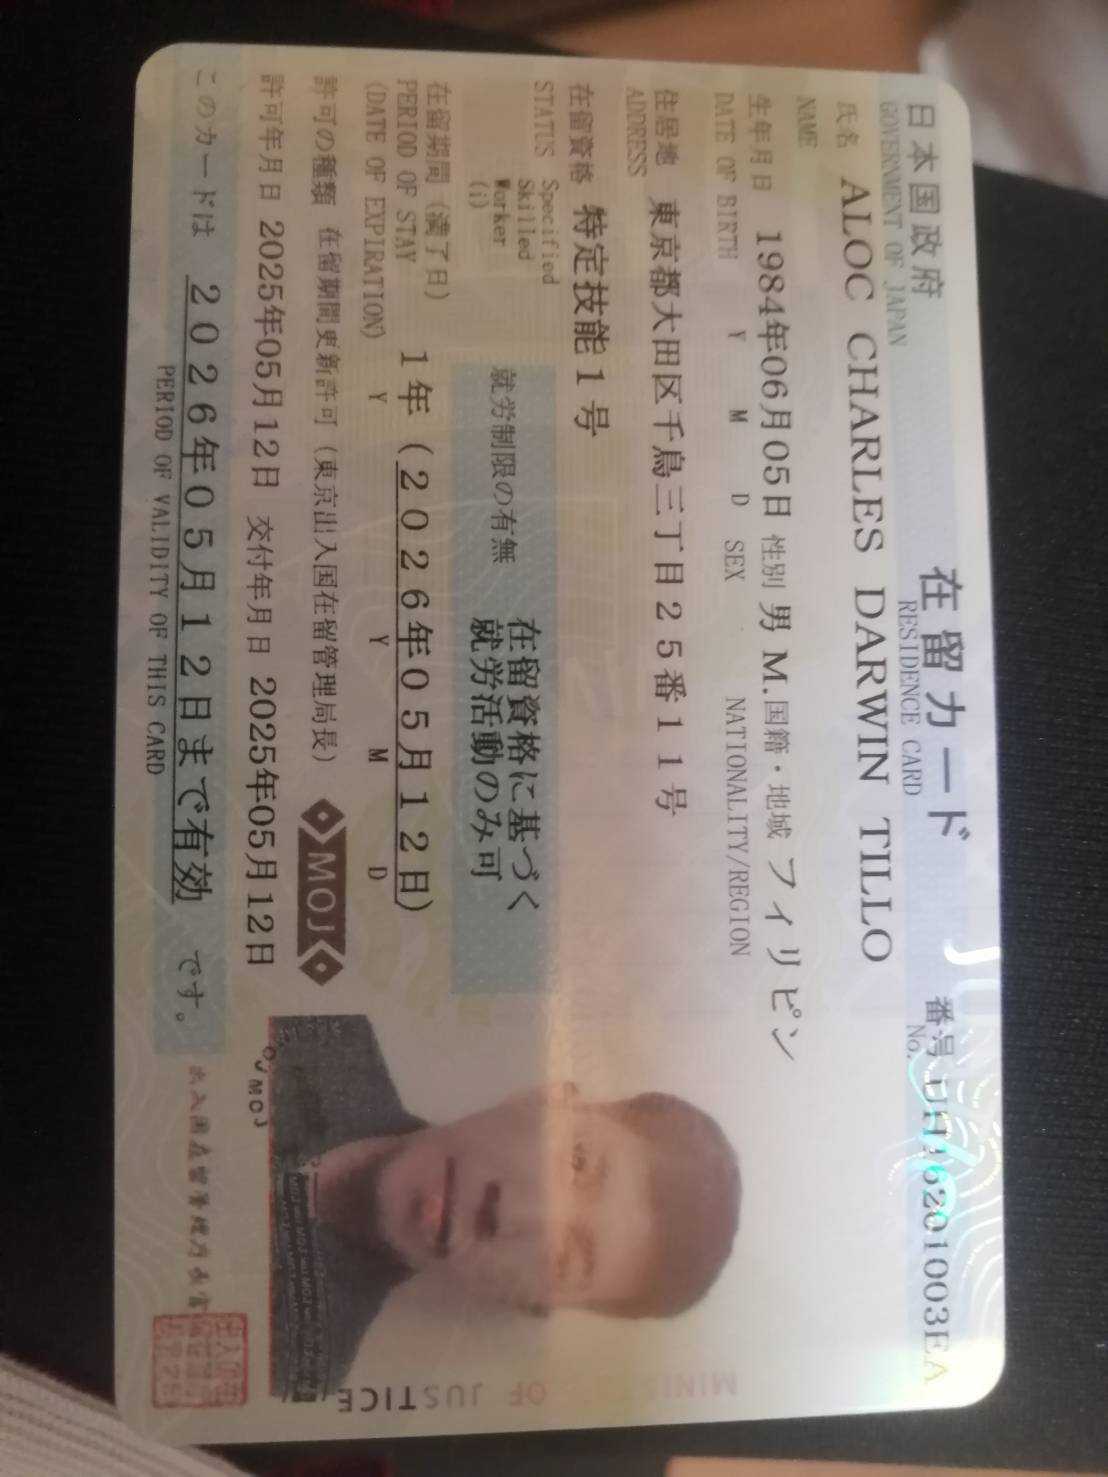 日本国政府 在留カード 番号
GOVERNMENT OF JAPAN RESIDENCE CARD No.
氏名 ALOC CHARLES DARWIN TILLO
NAME
生年月日 1984年06月05日 性別 男 M. 国籍・地域 フィリピン
DATE OF BIRTH Y M D SEX NATIONALITY/REGION
住居地 東京都大田区千鳥三丁目25番11号
ADDRESS
在留資格 特定技能1号
STATUS Specified
Skilled
Worker
(i)
就労制限の有無 在留資格に基づく
就労活動のみ可
在留期間(満了日) 1年(2026年05月12日)
PERIOD OF STAY
(DATE OF EXPIRATION) Y Y M D
許可の種類 在留期間更新許可(東京出入国在留管理局長)
MOJ
許可年月日 2025年05月12日 交付年月日 2025年05月12日
このカードは 2026年05月12日まで有効 です。
PERIOD OF VALIDITY OF THIS CARD
MOJ
出入国在留管理庁長官
MINISTRY OF JUSTICE